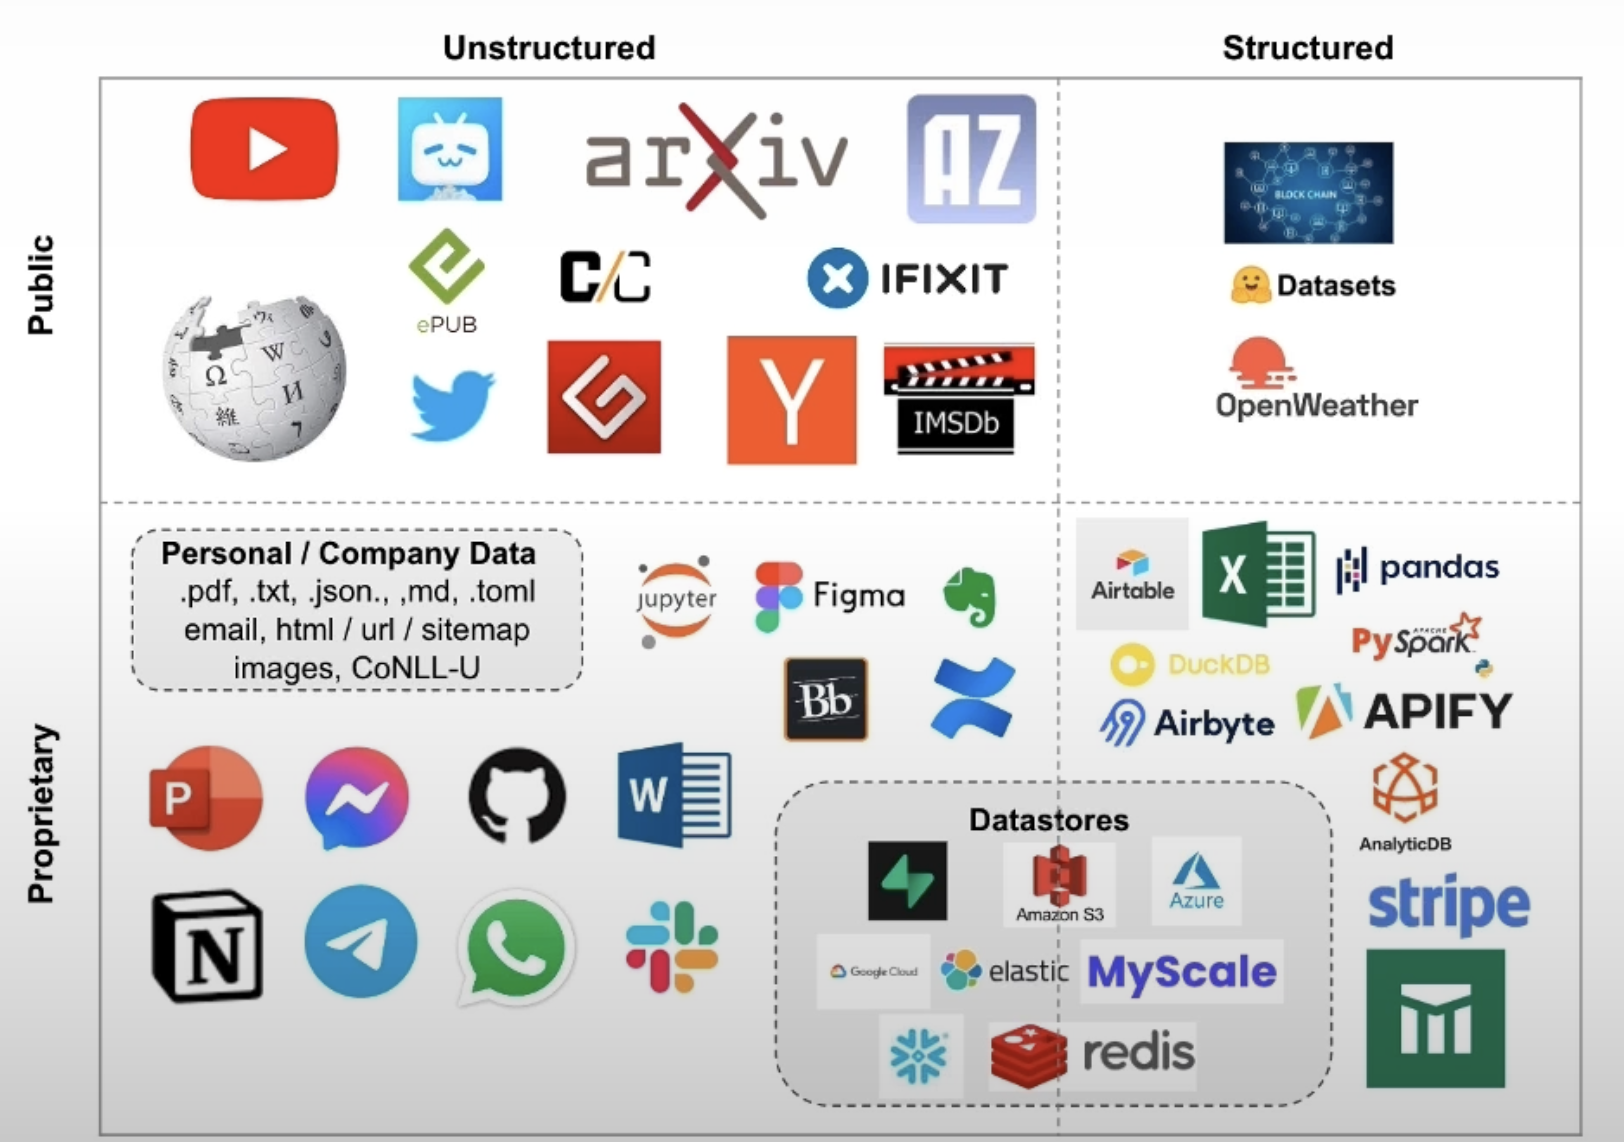 Unstructured
Structured
Public
Proprietary
arXiv
AZ
BLOCK CHAIN
ePUB
C/C
IFIXIT
Datasets
W
Ω
И
維
Y
IMSDb
OpenWeather
Personal / Company Data
.pdf, .txt, .json., ,md, .toml
email, html / url / sitemap
images, CoNLL-U
jupyter
Figma
Airtable
X
pandas
APACHE
PySpark
Bb
DuckDB
Airbyte
APIFY
P
W
AnalyticDB
Datastores
Amazon S3
Azure
stripe
N
Google Cloud
elastic
MyScale
redis